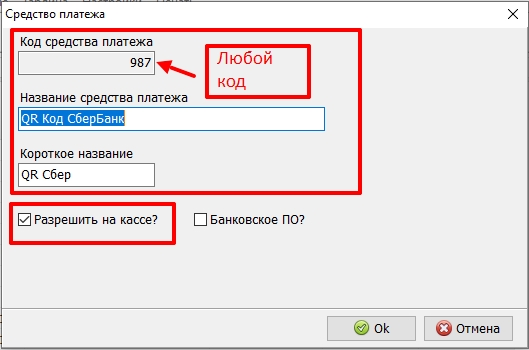 Средство платежа
Код средства платежа
987
Любой
код
Название средства платежа
QR Код СберБанк
Короткое название
QR Сбер
Разрешить на кассе?
Банковское ПО?
Ok
Отмена